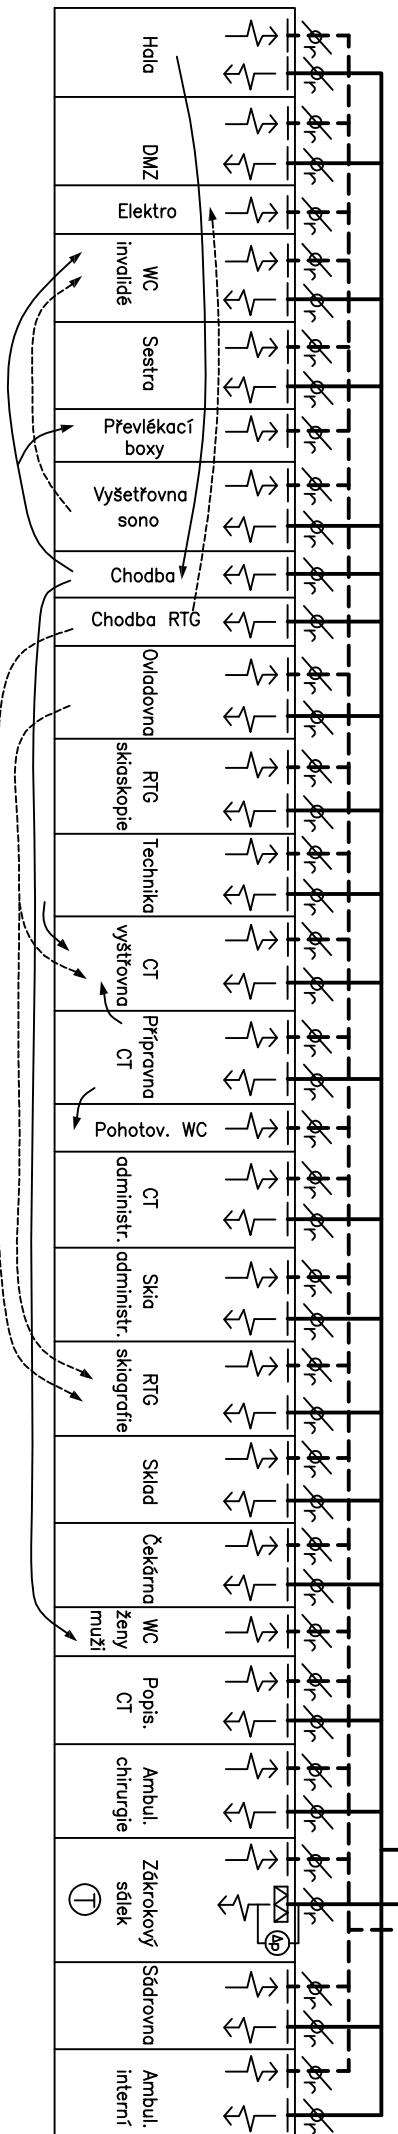 Hala
DMZ
Elektro
WC
invalidé
Sestra
Převlékací
boxy
Vyšetřovna
sono
Chodba
Chodba RTG
Ovladovna
RTG
skiaskopie
Technika
CT
vyštřovna
Přípravna
CT
Pohotov. WC
CT
administr.
Skia
administr.
RTG
skiagrafie
Sklad
Čekárna
WC
ženy
muži
Popis.
CT
Ambul.
chirurgie
Zákrokový
sálek
T
Δp
Sádrovna
Ambul.
interní